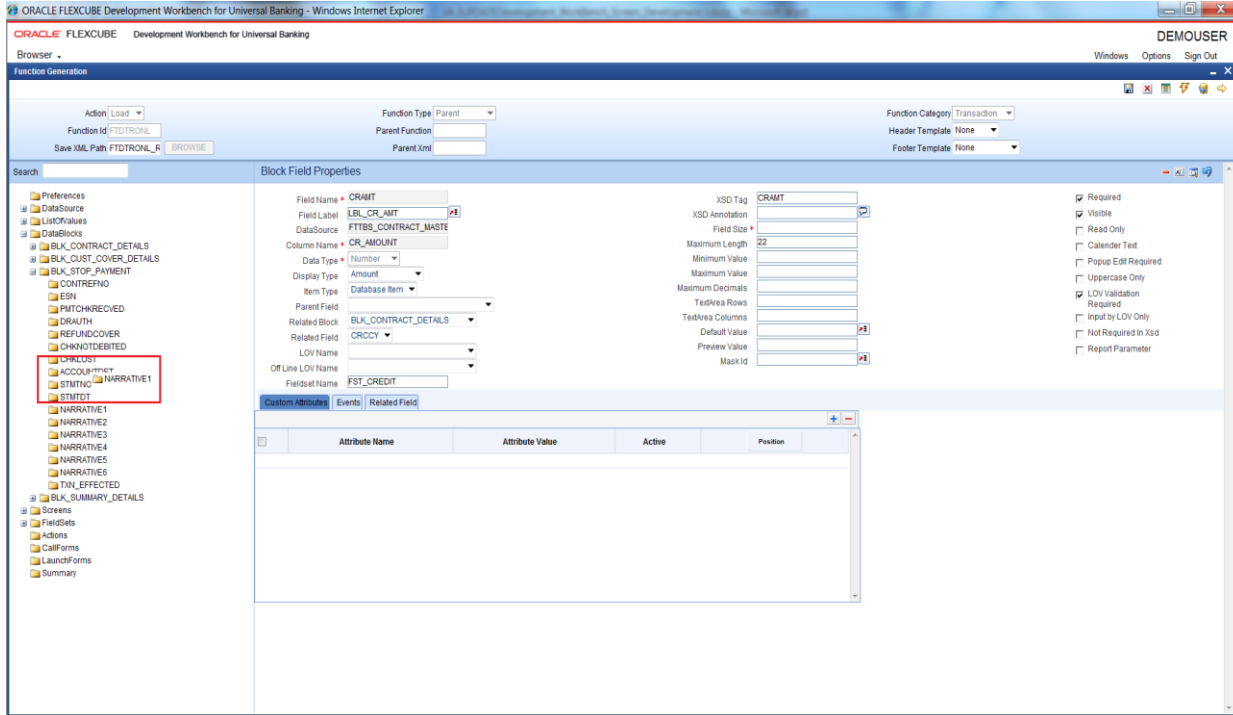 ORACLE FLEXCUBE Development Workbench for Universal Banking - Windows Internet Explorer
ORACLE FLEXCUBE Development Workbench for Universal Banking
DEMOUSER
Browser
Windows Options Sign Out
Function Generation
Action Load
Function Type Parent
Function Category Transaction
Function Id FTDTRONL
Parent Function
Header Template None
Save XML Path FTDTRONL_R BROWSE
Parent Xml
Footer Template None
Search
Preferences
DataSource
ListOfValues
DataBlocks
BLK_CONTRACT_DETAILS
BLK_CUST_COVER_DETAILS
BLK_STOP_PAYMENT
CONTREFNO
ESN
PMTCHKRECVED
DRAUTH
REFUNDCOVER
CHKNOTDEBITED
CHKLOST
NARRATIVE1
STMTNO
STMTDT
NARRATIVE1
NARRATIVE2
NARRATIVE3
NARRATIVE4
NARRATIVE5
NARRATIVE6
TXN_EFFECTED
BLK_SUMMARY_DETAILS
Screens
FieldSets
Actions
CallForms
LaunchForms
Summary
Block Field Properties
Field Name * CRAMT
Field Label LBL_CR_AMT
DataSource FTTBS_CONTRACT_MASTE
Column Name * CR_AMOUNT
Data Type * Number
Display Type Amount
Item Type Database Item
Parent Field
Related Block BLK_CONTRACT_DETAILS
Related Field CRCCY
LOV Name
Off Line LOV Name
Fieldset Name FST_CREDIT
XSD Tag CRAMT
XSD Annotation
Field Size *
Maximum Length 22
Minimum Value
Maximum Value
Maximum Decimals
TextArea Rows
TextArea Columns
Default Value
Preview Value
Mask Id
Required
Visible
Read Only
Calender Text
Popup Edit Required
Uppercase Only
LOV Validation
Required
Input by LOV Only
Not Required In Xsd
Report Parameter
Custom Attributes Events Related Field
Attribute Name Attribute Value Active Position